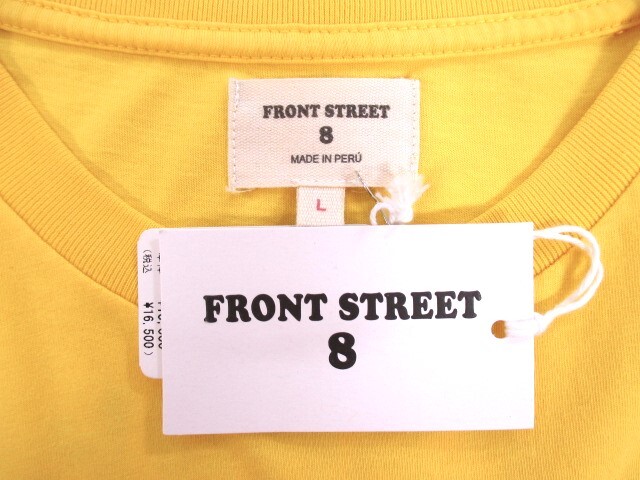 FRONT STREET
8
MADE IN PERÚ
L
FRONT STREET
8
(税込 ¥16,500)